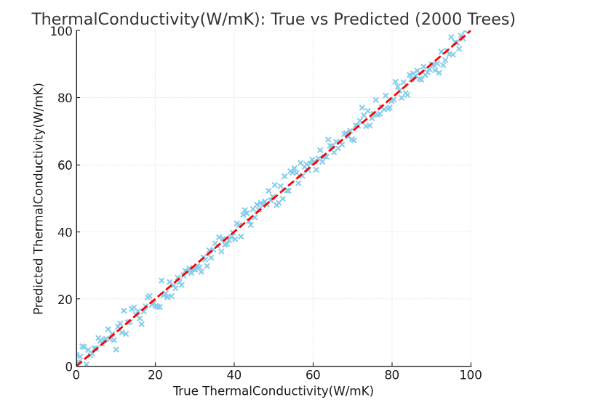 ThermalConductivity(W/mK): True vs Predicted (2000 Trees)
Predicted ThermalConductivity(W/mK)
100
80
60
40
20
0
0 20 40 60 80 100
True ThermalConductivity(W/mK)